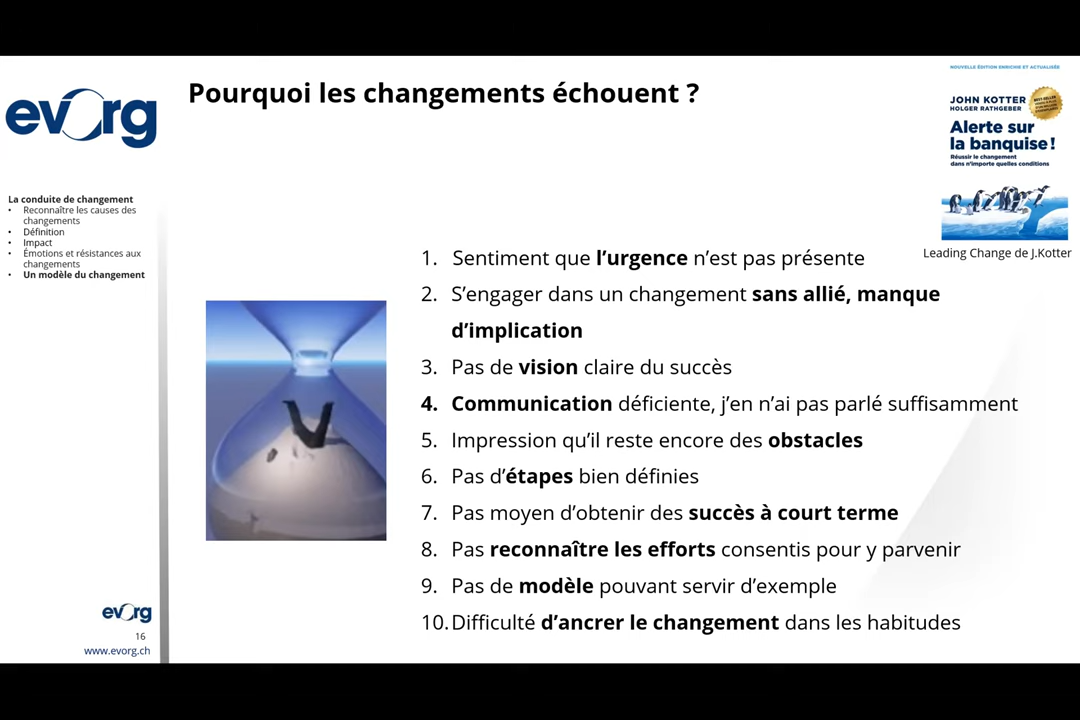 evorg
Pourquoi les changements échouent ?
NOUVELLE ÉDITION ENRICHIE ET ACTUALISÉE
JOHN KOTTER
HOLGER RATHGEBER
BEST SELLER
Alerte sur
la banquise !
Réussir le changement
dans n'importe quelles conditions
Leading Change de J.Kotter
La conduite de changement
• Reconnaître les causes des
changements
• Définition
• Impact
• Émotions et résistances aux
changements
• Un modèle du changement
1. Sentiment que l’urgence n’est pas présente
2. S’engager dans un changement sans allié, manque
d’implication
3. Pas de vision claire du succès
4. Communication déficiente, j’en n’ai pas parlé suffisamment
5. Impression qu’il reste encore des obstacles
6. Pas d’étapes bien définies
7. Pas moyen d’obtenir des succès à court terme
8. Pas reconnaître les efforts consentis pour y parvenir
9. Pas de modèle pouvant servir d’exemple
10. Difficulté d’ancrer le changement dans les habitudes
evorg
16
www.evorg.ch